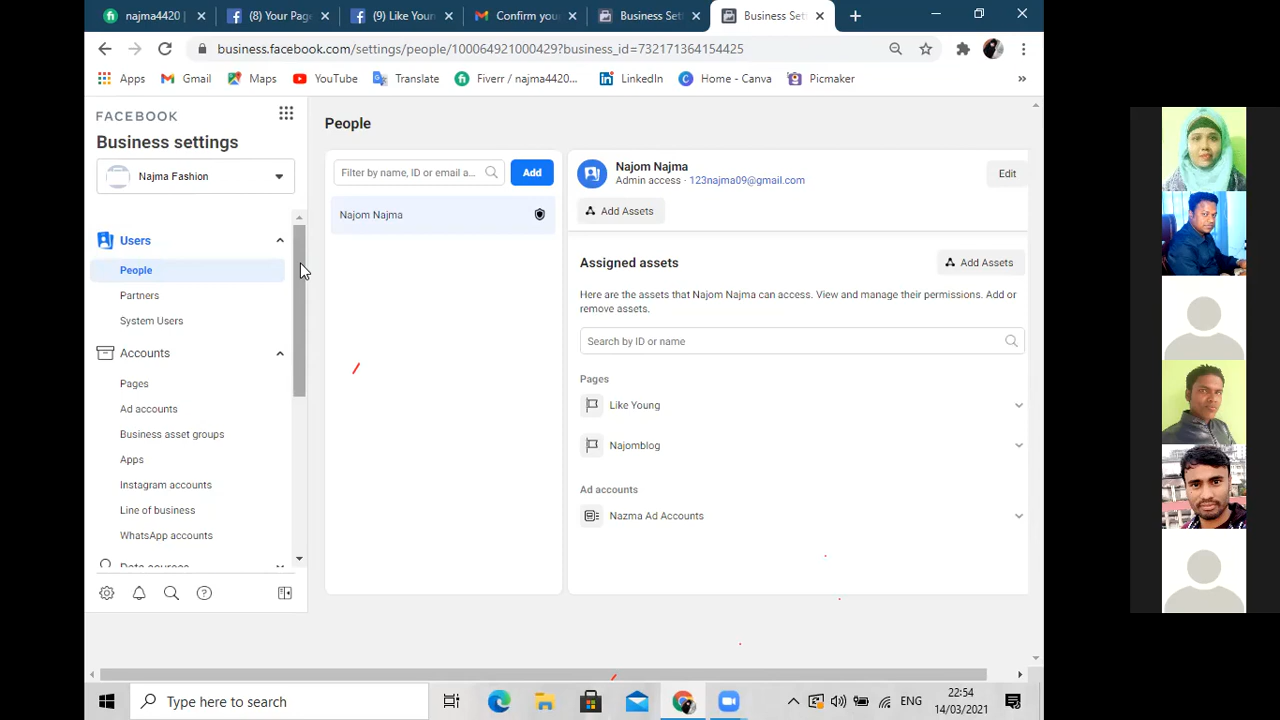 najma4420 |
(8) Your Page
(9) Like Youn
Confirm you
Business Set
Business Set
business.facebook.com/settings/people/100064921000429?business_id=732171364154425
Apps
Gmail
Maps
YouTube
Translate
Fiverr / najma4420...
LinkedIn
Home - Canva
Picmaker
»
FACEBOOK
Business settings
Najma Fashion
Users
People
Partners
System Users
Accounts
Pages
Ad accounts
Business asset groups
Apps
Instagram accounts
Line of business
WhatsApp accounts
Data sources
People
Filter by name, ID or email a...
Add
Najom Najma
Najom Najma
Admin access · 123najma09@gmail.com
Edit
Add Assets
Assigned assets
Add Assets
Here are the assets that Najom Najma can access. View and manage their permissions. Add or
remove assets.
Search by ID or name
Pages
Like Young
Najomblog
Ad accounts
Nazma Ad Accounts
Type here to search
ENG
22:54
14/03/2021